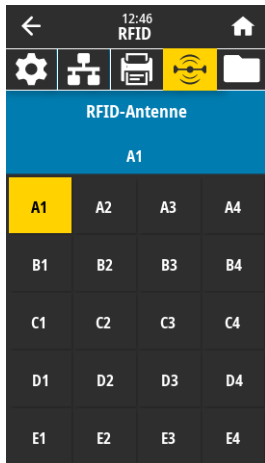 12:46
RFID
RFID-Antenne
A1
A1 A2 A3 A4
B1 B2 B3 B4
C1 C2 C3 C4
D1 D2 D3 D4
E1 E2 E3 E4